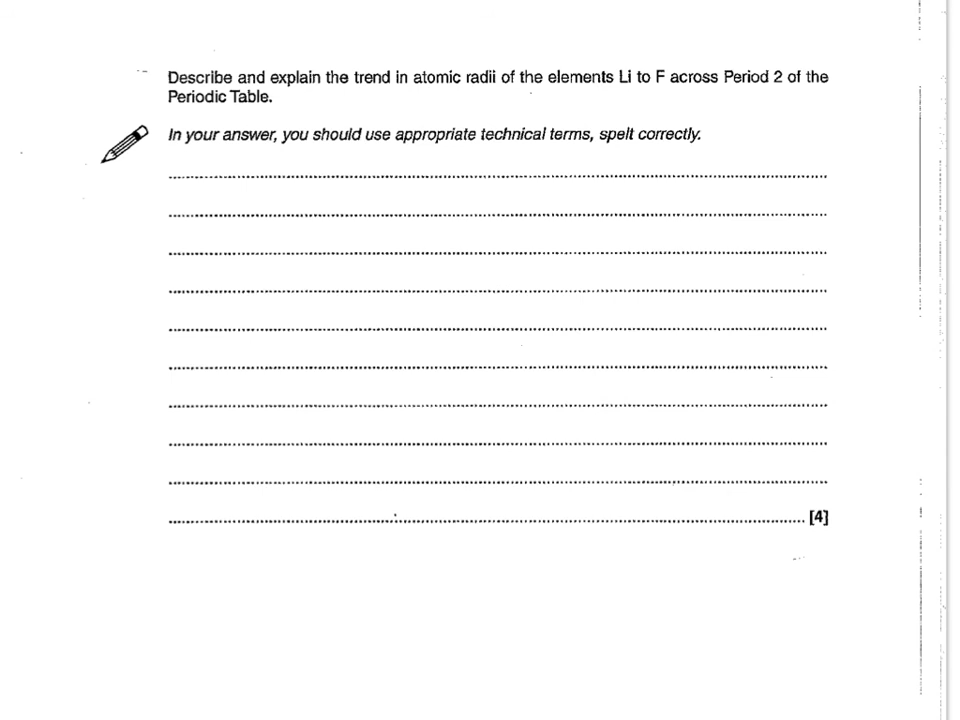 Describe and explain the trend in atomic radii of the elements Li to F across Period 2 of the
Periodic Table.
In your answer, you should use appropriate technical terms, spelt correctly.
[4]